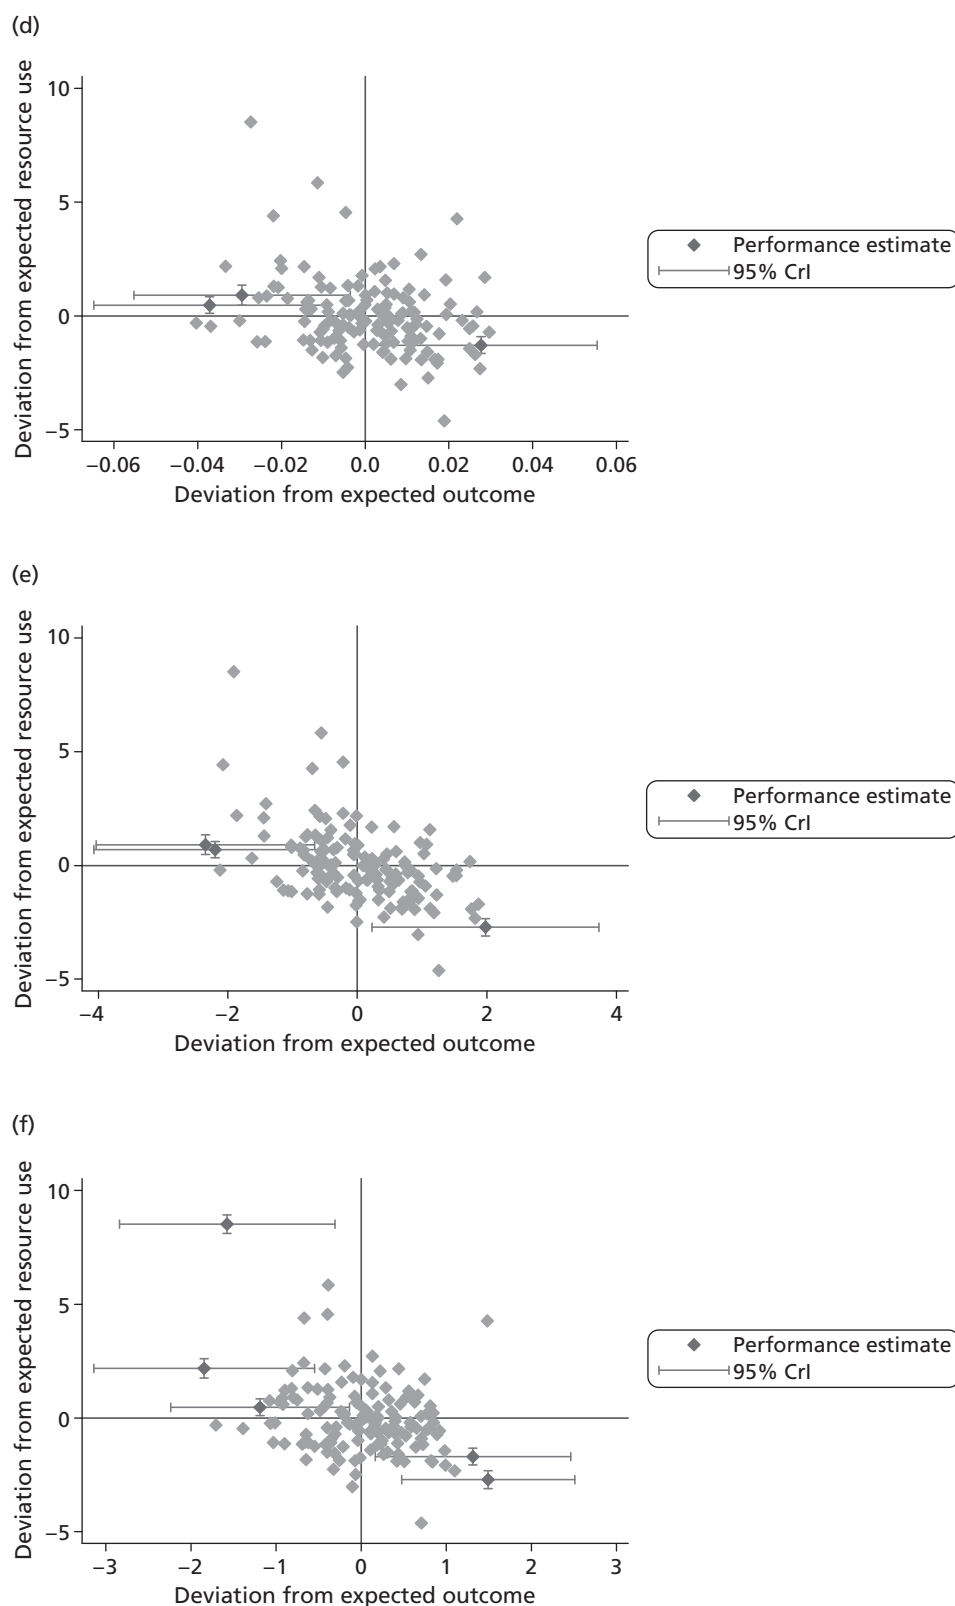 (d)
Deviation from expected resource use
10
5
0
−5
−0.06
−0.04
−0.02
0.0
0.02
0.04
0.06
Deviation from expected outcome
Performance estimate
95% CrI
(e)
Deviation from expected resource use
10
5
0
−5
−4
−2
0
2
4
Deviation from expected outcome
Performance estimate
95% CrI
(f)
Deviation from expected resource use
10
5
0
−5
−3
−2
−1
0
1
2
3
Deviation from expected outcome
Performance estimate
95% CrI